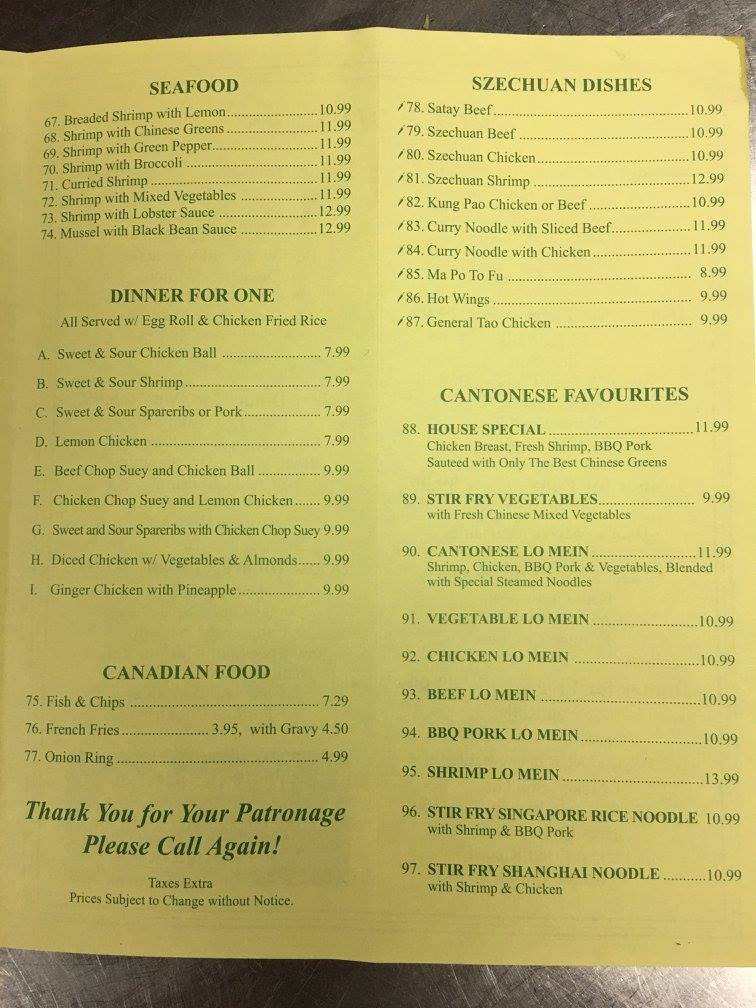 SEAFOOD
67. Breaded Shrimp with Lemon..........................10.99
68. Shrimp with Chinese Greens..........................11.99
69. Shrimp with Green Pepper..............................11.99
70. Shrimp with Broccoli......................................11.99
71. Curried Shrimp...............................................11.99
72. Shrimp with Mixed Vegetables......................11.99
73. Shrimp with Lobster Sauce............................12.99
74. Mussel with Black Bean Sauce......................12.99
DINNER FOR ONE
All Served w/ Egg Roll & Chicken Fried Rice
A. Sweet & Sour Chicken Ball ............................ 7.99
B. Sweet & Sour Shrimp...................................... 7.99
C. Sweet & Sour Spareribs or Pork..................... 7.99
D. Lemon Chicken ............................................... 7.99
E. Beef Chop Suey and Chicken Ball ................. 9.99
F. Chicken Chop Suey and Lemon Chicken....... 9.99
G. Sweet and Sour Spareribs with Chicken Chop Suey 9.99
H. Diced Chicken w/ Vegetables & Almonds...... 9.99
I. Ginger Chicken with Pineapple...................... 9.99
CANADIAN FOOD
75. Fish & Chips .................................................... 7.29
76. French Fries........................ 3.95, with Gravy 4.50
77. Onion Ring ....................................................... 4.99
Thank You for Your Patronage
Please Call Again!
Taxes Extra
Prices Subject to Change without Notice.
SZECHUAN DISHES
78. Satay Beef......................................................10.99
79. Szechuan Beef ...............................................10.99
80. Szechuan Chicken..........................................10.99
81. Szechuan Shrimp ...........................................12.99
82. Kung Pao Chicken or Beef ............................10.99
83. Curry Noodle with Sliced Beef......................11.99
84. Curry Noodle with Chicken...........................11.99
85. Ma Po To Fu .................................................. 8.99
86. Hot Wings ...................................................... 9.99
87. General Tao Chicken ..................................... 9.99
CANTONESE FAVOURITES
88. HOUSE SPECIAL ........................................11.99
Chicken Breast, Fresh Shrimp, BBQ Pork
Sauteed with Only The Best Chinese Greens
89. STIR FRY VEGETABLES.......................... 9.99
with Fresh Chinese Mixed Vegetables
90. CANTONESE LO MEIN .............................11.99
Shrimp, Chicken, BBQ Pork & Vegetables, Blended
with Special Steamed Noodles
91. VEGETABLE LO MEIN .............................10.99
92. CHICKEN LO MEIN ..................................10.99
93. BEEF LO MEIN ...........................................10.99
94. BBQ PORK LO MEIN.................................10.99
95. SHRIMP LO MEIN ......................................13.99
96. STIR FRY SINGAPORE RICE NOODLE 10.99
with Shrimp & BBQ Pork
97. STIR FRY SHANGHAI NOODLE ...........10.99
with Shrimp & Chicken